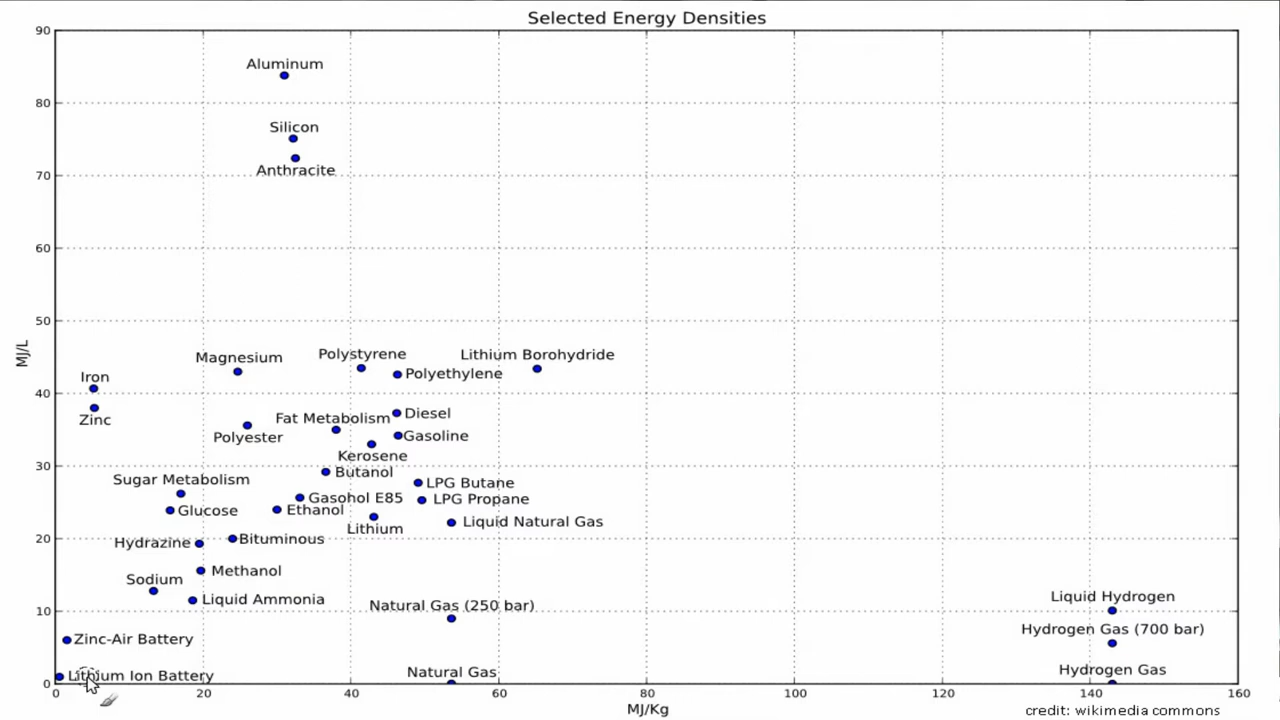 Selected Energy Densities
90
Aluminum
80
Silicon
Anthracite
70
60
50
MJ/L
Magnesium
Polystyrene
Lithium Borohydride
Polyethylene
Iron
40
Zinc
Fat Metabolism
Diesel
Polyester
Gasoline
Kerosene
30
Butanol
Sugar Metabolism
LPG Butane
Gasohol E85
LPG Propane
Glucose
Ethanol
Lithium
Liquid Natural Gas
20
Hydrazine
Bituminous
Methanol
Sodium
Liquid Ammonia
Natural Gas (250 bar)
Liquid Hydrogen
10
Hydrogen Gas (700 bar)
Zinc-Air Battery
Lithium Ion Battery
Natural Gas
Hydrogen Gas
0
0 20 40 60 80 100 120 140 160
MJ/Kg
credit: wikimedia commons